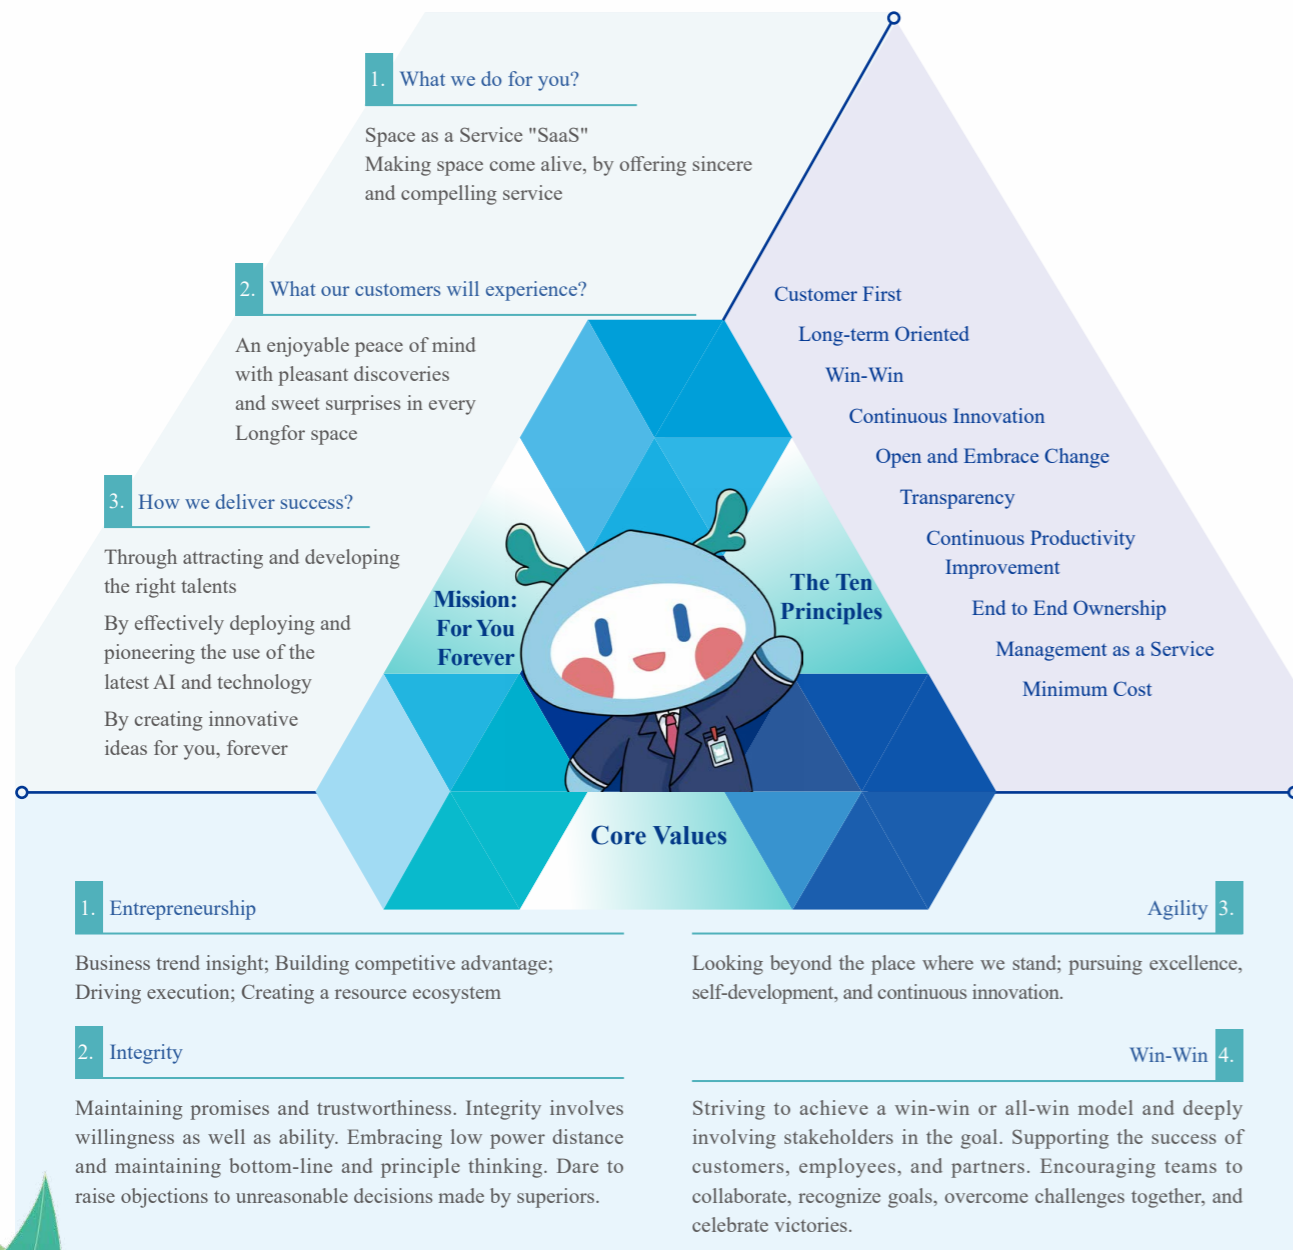 1. What we do for you?
Space as a Service "SaaS"
Making space come alive, by offering sincere
and compelling service
2. What our customers will experience?
An enjoyable peace of mind
with pleasant discoveries
and sweet surprises in every
Longfor space
3. How we deliver success?
Through attracting and developing
the right talents
By effectively deploying and
pioneering the use of the
latest AI and technology
By creating innovative
ideas for you, forever
Mission:
For You
Forever
The Ten
Principles
Customer First
Long-term Oriented
Win-Win
Continuous Innovation
Open and Embrace Change
Transparency
Continuous Productivity
Improvement
End to End Ownership
Management as a Service
Minimum Cost
Core Values
1. Entrepreneurship
Business trend insight; Building competitive advantage;
Driving execution; Creating a resource ecosystem
2. Integrity
Maintaining promises and trustworthiness. Integrity involves
willingness as well as ability. Embracing low power distance
and maintaining bottom-line and principle thinking. Dare to
raise objections to unreasonable decisions made by superiors.
Agility 3.
Looking beyond the place where we stand; pursuing excellence,
self-development, and continuous innovation.
Win-Win 4.
Striving to achieve a win-win or all-win model and deeply
involving stakeholders in the goal. Supporting the success of
customers, employees, and partners. Encouraging teams to
collaborate, recognize goals, overcome challenges together, and
celebrate victories.